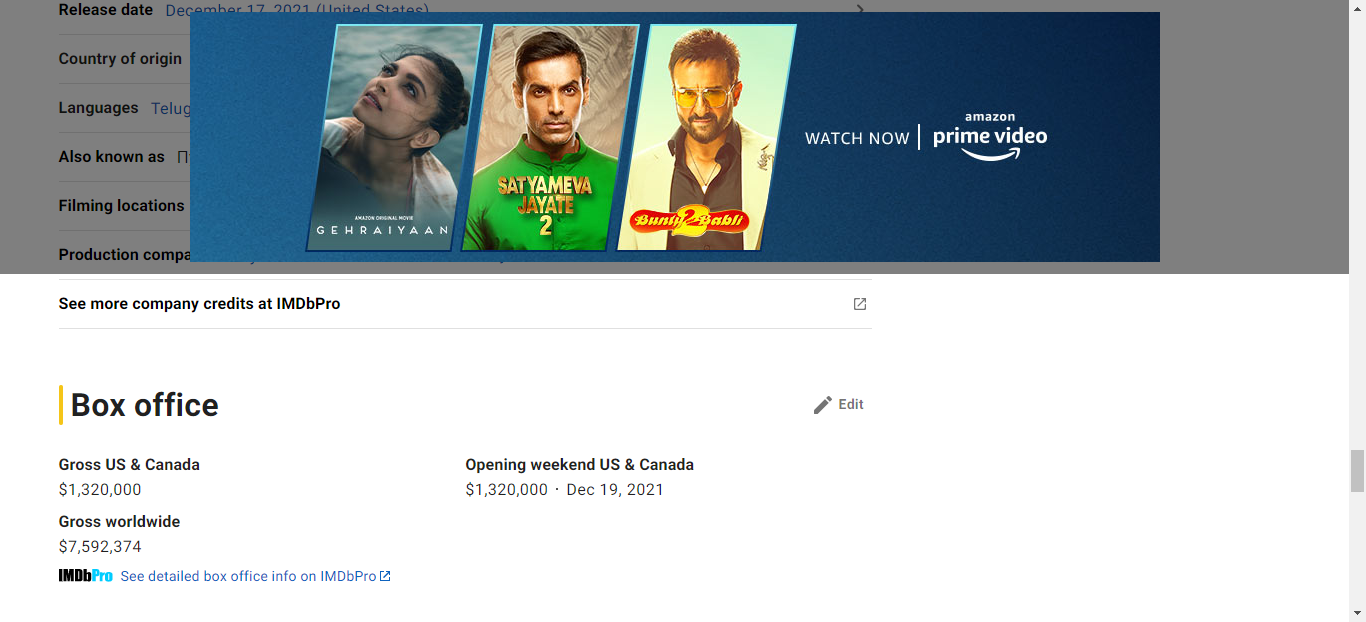 Release date December 17, 2021 (United States)
Country of origin
Languages Telug
Also known as
Filming locations
Production compa
See more company credits at IMDbPro
AMAZON ORIGINAL MOVIE
GEHRAIYAAN
SATYAMEVA
JAYATE
2
Bunty 2 Babli
WATCH NOW
amazon
prime video
Box office
Edit
Gross US & Canada
$1,320,000
Opening weekend US & Canada
$1,320,000 · Dec 19, 2021
Gross worldwide
$7,592,374
IMDbPro See detailed box office info on IMDbPro